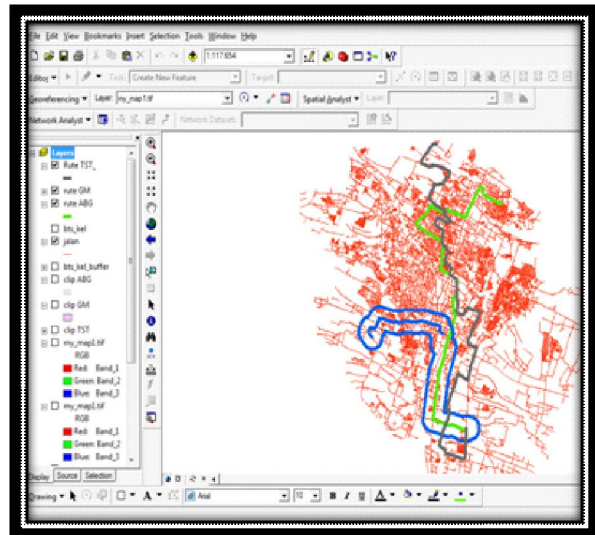 File Edit View Bookmarks Insert Selection Tools Window Help
1:117.654
Editor Task: Create New Feature Target:
Georeferencing Layer: my_map1.tif Spatial Analyst Layer:
Network Analyst Network Dataset:
Layers
Rute TST_
rute GM
rute ABG
bts_kel
jalan
bts_kel_buffer
clip ABG
clip GM
clip TST
my_map1.tif
RGB
Red: Band_1
Green: Band_2
Blue: Band_3
my_map1.tif
RGB
Red: Band_1
Green: Band_2
Blue: Band_3
Display Source Selection
Drawing A Arial 10 B I U A